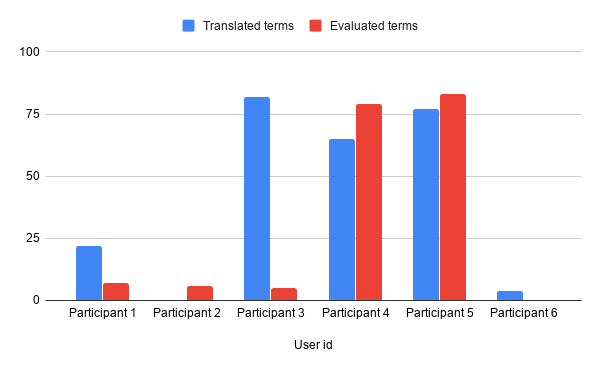 Translated terms Evaluated terms
100
75
50
25
0
Participant 1 Participant 2 Participant 3 Participant 4 Participant 5 Participant 6
User id